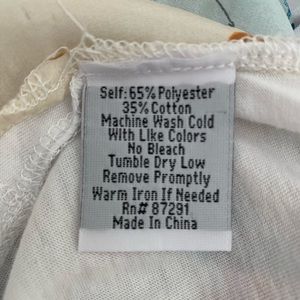 Self: 65% Polyester
35% Cotton
Machine Wash Cold
With Like Colors
No Bleach
Tumble Dry Low
Remove Promptly
Warm Iron If Needed
Rn# 87291
Made In China